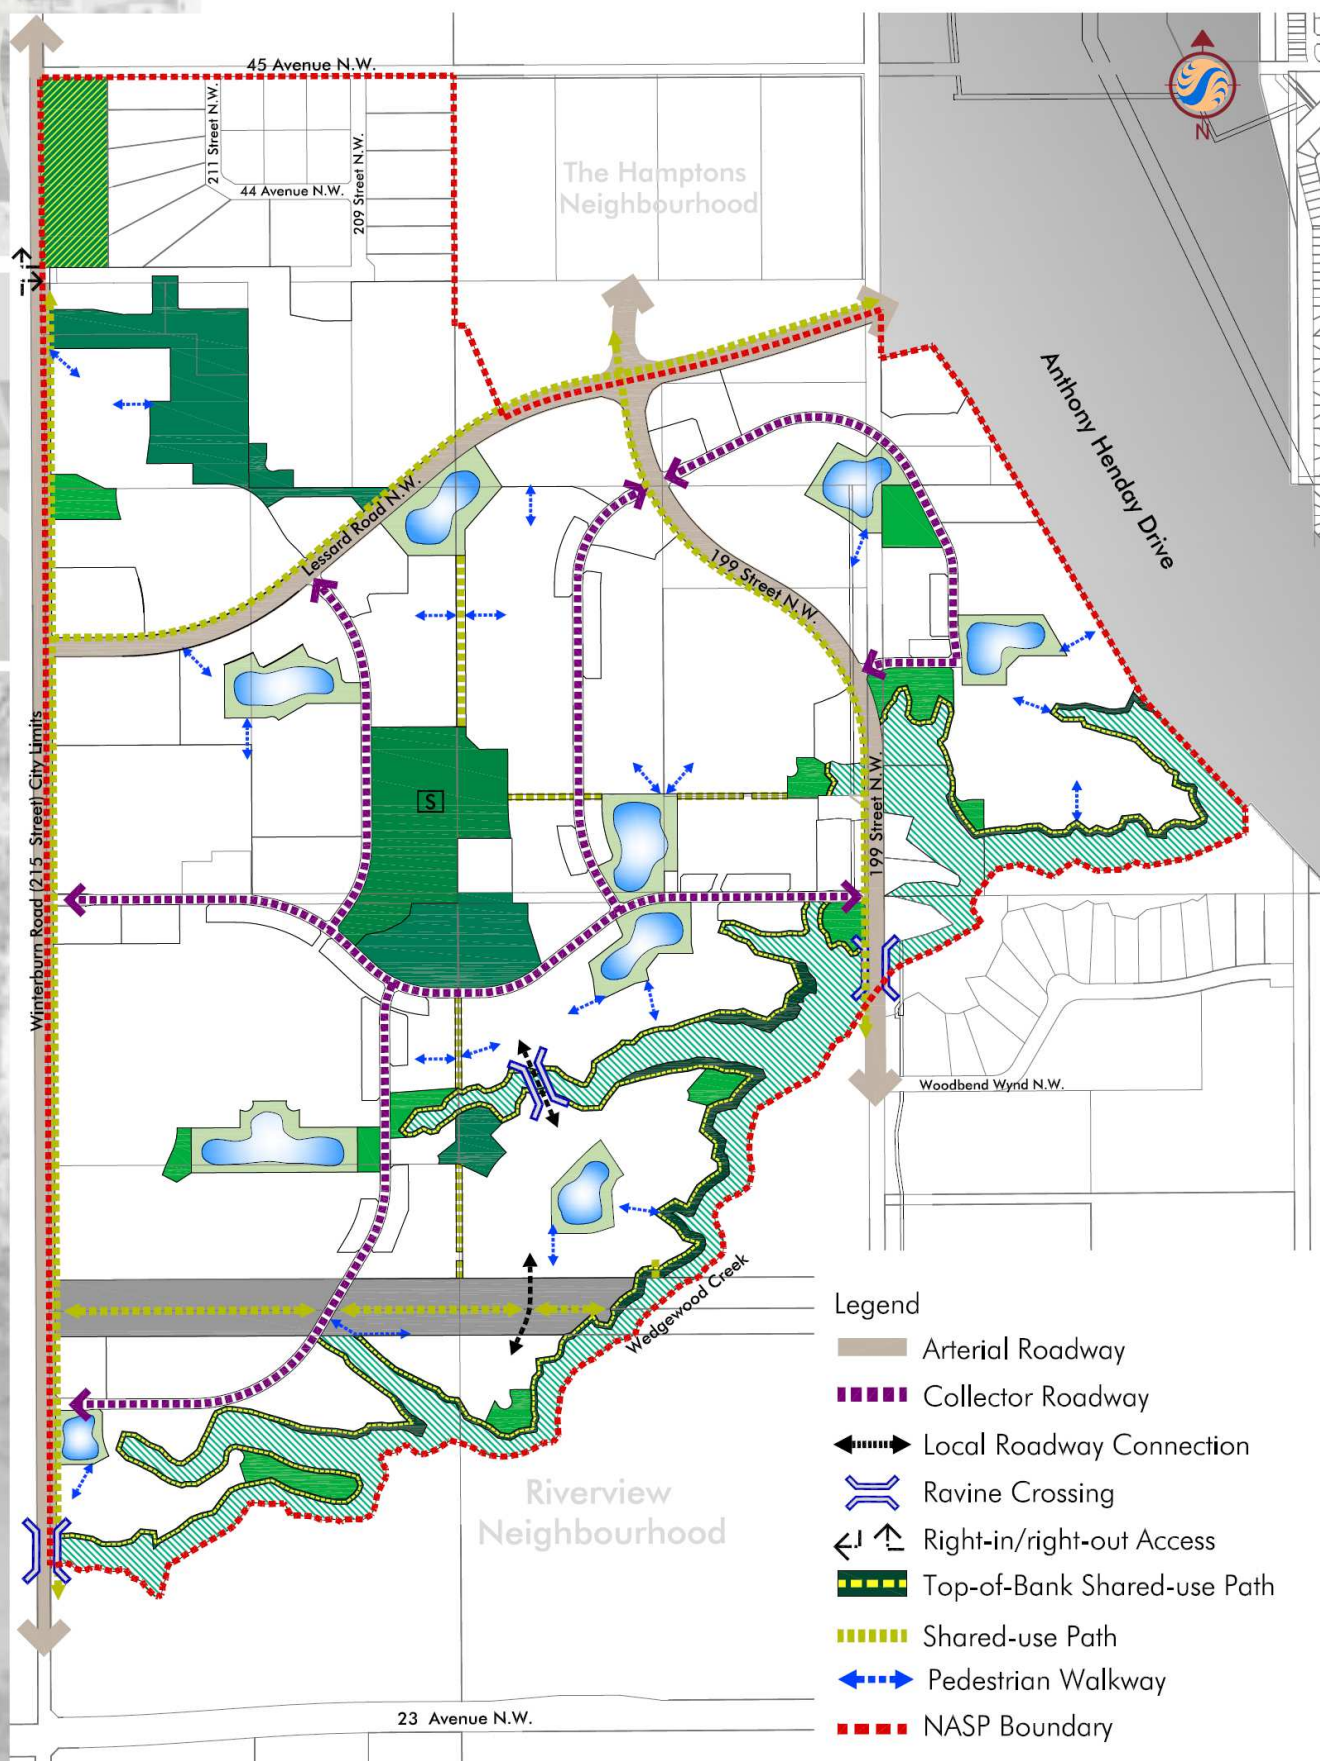 45 Avenue N.W.
211 Street N.W.
44 Avenue N.W.
209 Street N.W.
The Hamptons
Neighbourhood
N
Anthony Henday Drive
Lessard Road N.W.
199 Street N.W.
Winterburn Road (215 Street) City Limits
S
199 Street N.W.
Woodbend Wynd N.W.
Wedgewood Creek
Riverview
Neighbourhood
23 Avenue N.W.
Legend
Arterial Roadway
Collector Roadway
Local Roadway Connection
Ravine Crossing
Right-in/right-out Access
Top-of-Bank Shared-use Path
Shared-use Path
Pedestrian Walkway
NASP Boundary